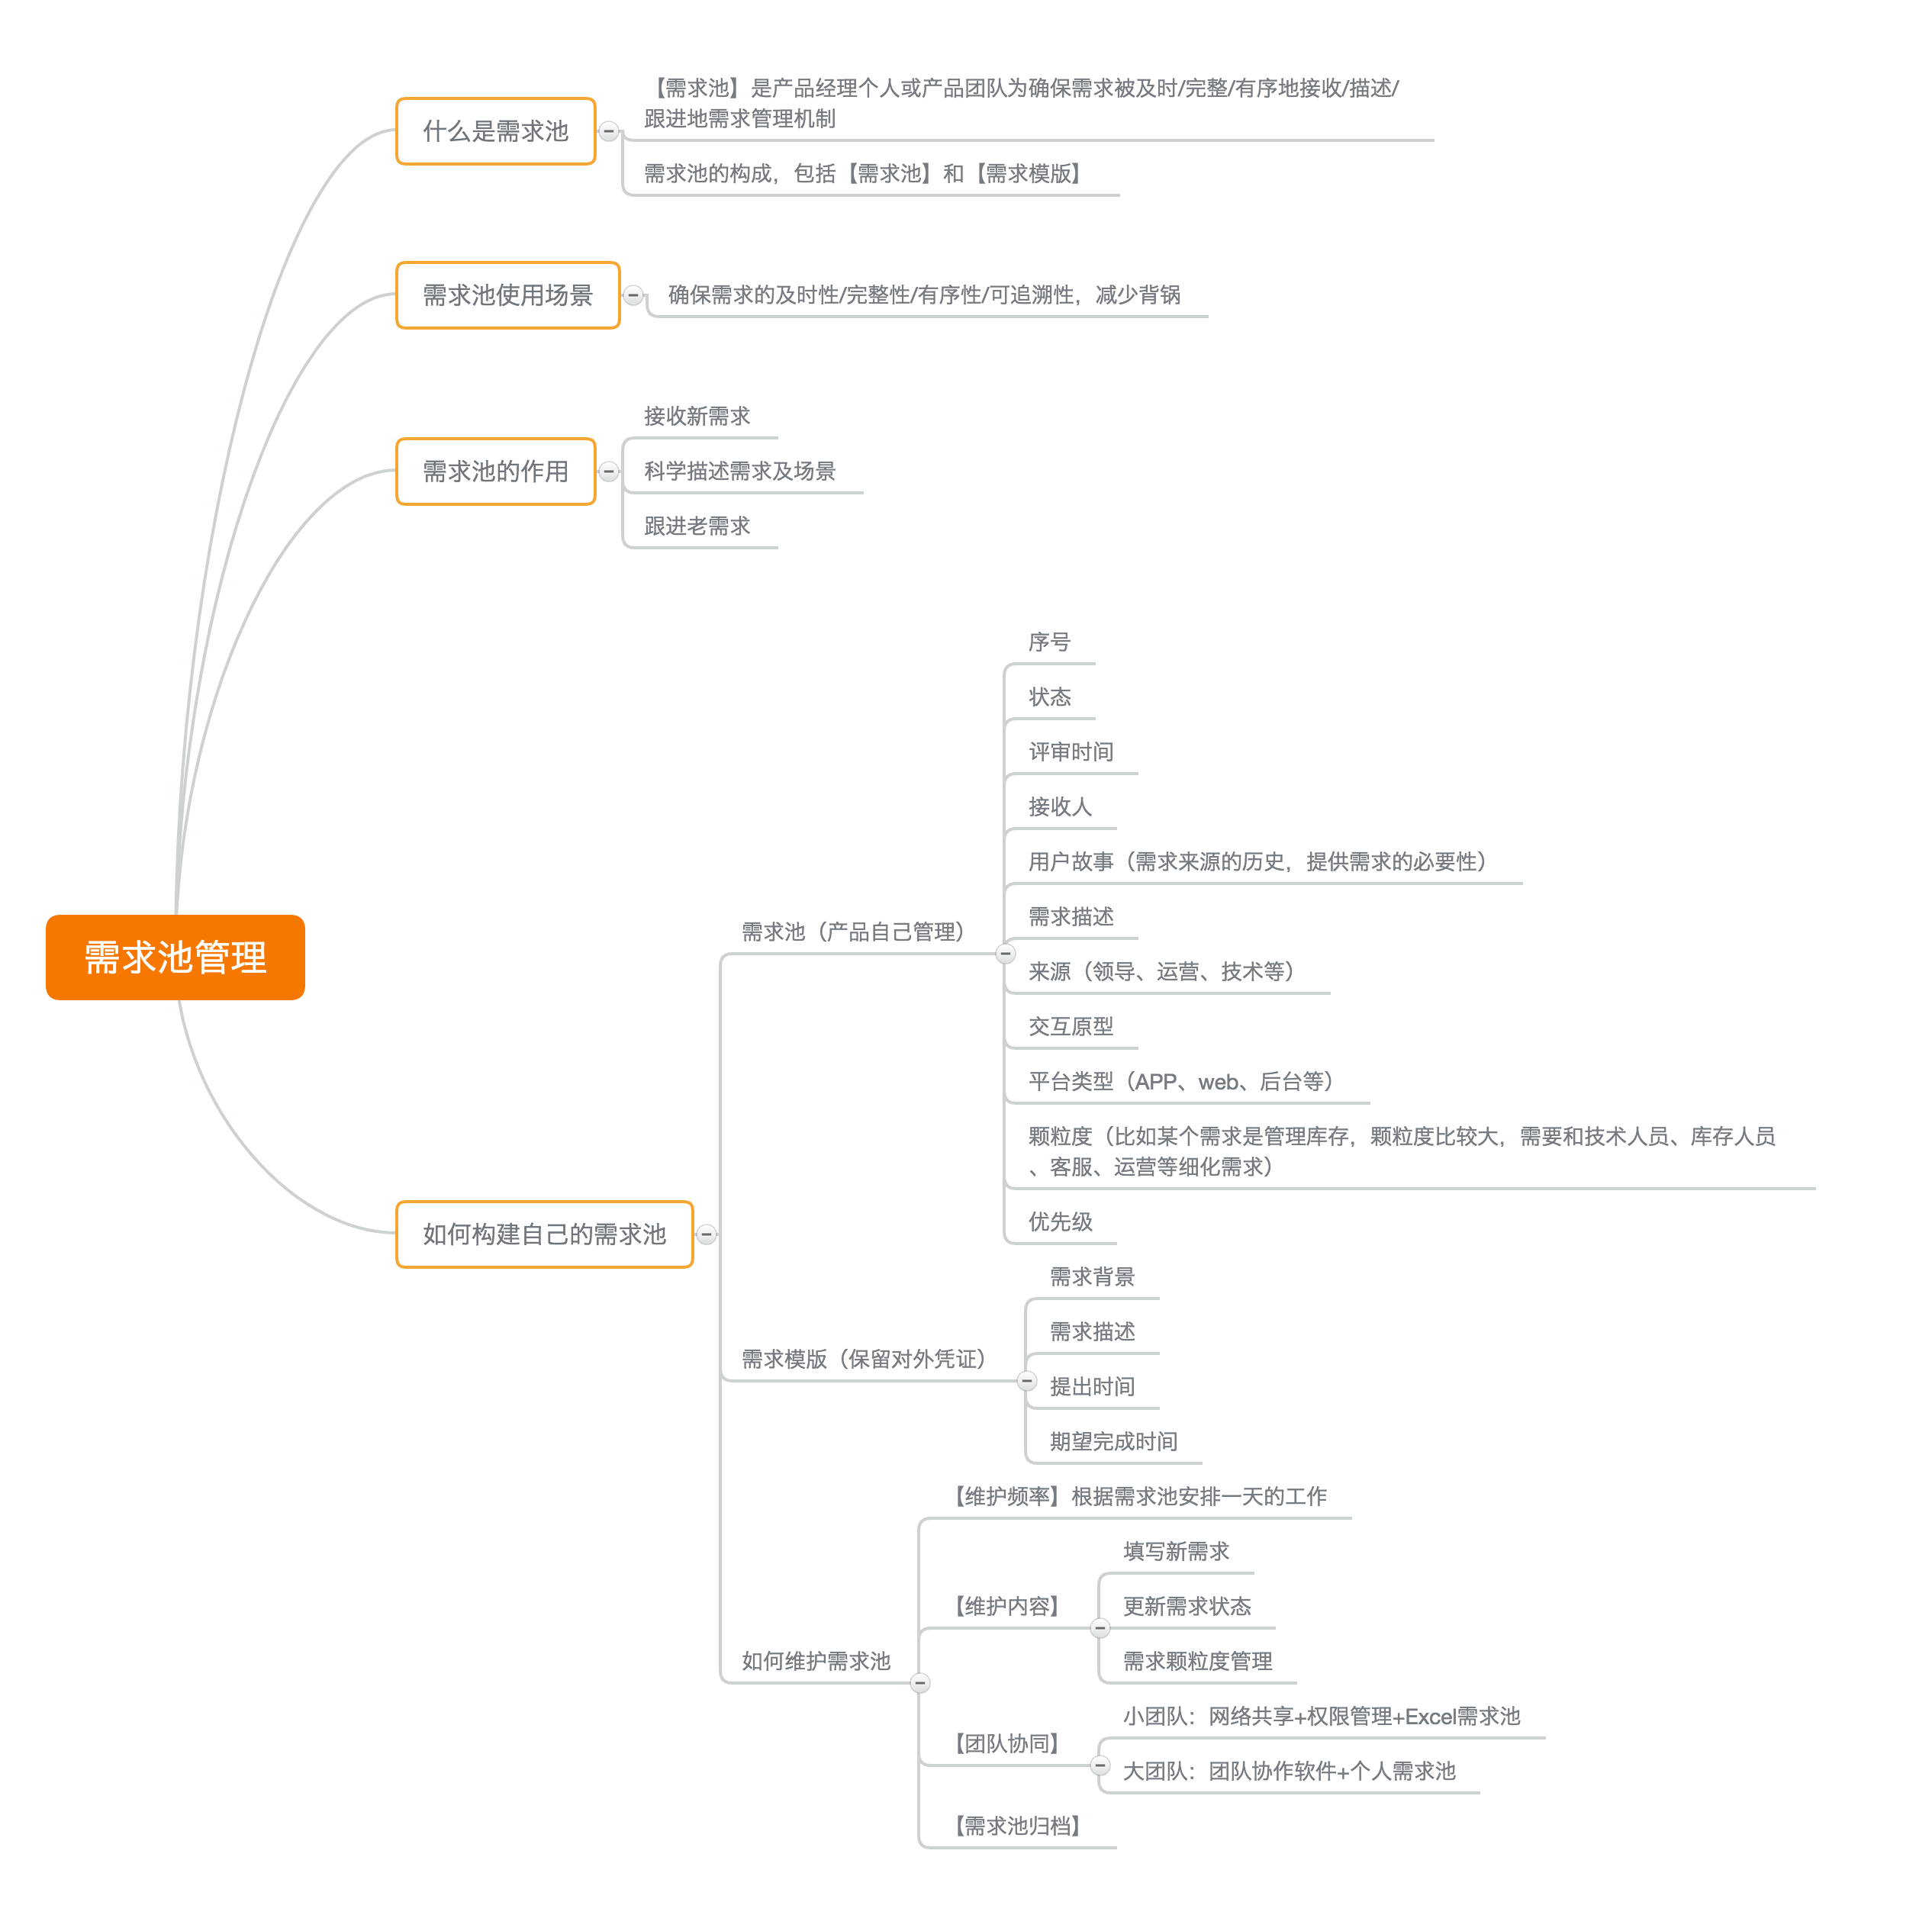 需求池管理
什么是需求池
【需求池】是产品经理个人或产品团队为确保需求被及时/完整/有序地接收/描述/
跟进地需求管理机制
需求池的构成，包括【需求池】和【需求模版】
需求池使用场景
确保需求的及时性/完整性/有序性/可追溯性，减少背锅
需求池的作用
接收新需求
科学描述需求及场景
跟进老需求
如何构建自己的需求池
需求池（产品自己管理）
序号
状态
评审时间
接收人
用户故事（需求来源的历史，提供需求的必要性）
需求描述
来源（领导、运营、技术等）
交互原型
平台类型（APP、web、后台等）
颗粒度（比如某个需求是管理库存，颗粒度比较大，需要和技术人员、库存人员
、客服、运营等细化需求）
优先级
需求模版（保留对外凭证）
需求背景
需求描述
提出时间
期望完成时间
如何维护需求池
【维护频率】根据需求池安排一天的工作
【维护内容】
填写新需求
更新需求状态
需求颗粒度管理
【团队协同】
小团队：网络共享+权限管理+Excel需求池
大团队：团队协作软件+个人需求池
【需求池归档】